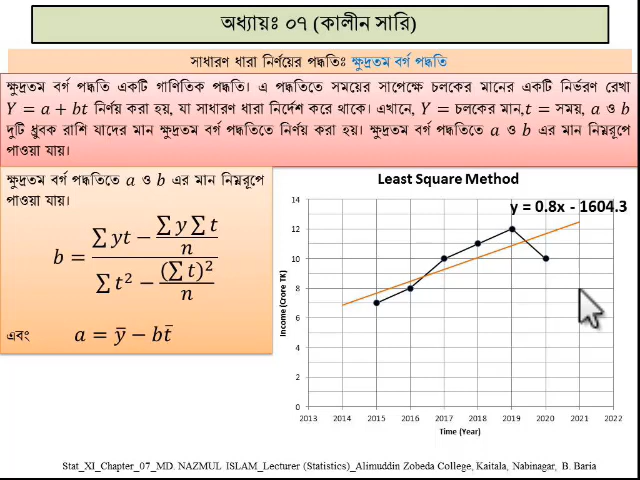 অধ্যায়ঃ ০৭ (কালীন সারি)
সাধারণ ধারা নির্ণয়ের পদ্ধতিঃ ক্ষুদ্রতম বর্গ পদ্ধতি
ক্ষুদ্রতম বর্গ পদ্ধতি একটি গাণিতিক পদ্ধতি। এ পদ্ধতিতে সময়ের সাপেক্ষে চলকের মানের একটি নির্ভরণ রেখা
Y = a + bt নির্ণয় করা হয়, যা সাধারণ ধারা নির্দেশ করে থাকে। এখানে, Y = চলকের মান, t = সময়, a ও b
দুটি ধ্রুবক রাশি যাদের মান ক্ষুদ্রতম বর্গ পদ্ধতিতে নির্ণয় করা হয়। ক্ষুদ্রতম বর্গ পদ্ধতিতে a ও b এর মান নিম্নরূপে
পাওয়া যায়।
ক্ষুদ্রতম বর্গ পদ্ধতিতে a ও b এর মান নিম্নরূপে
পাওয়া যায়।
b = (∑ yt − (∑ y ∑ t)/n) / (∑ t² − (∑ t)²/n)
এবং a = ȳ − bt̄
Least Square Method
y = 0.8x - 1604.3
Income (Crore TK)
14
12
10
8
6
4
2
0
2013 2014 2015 2016 2017 2018 2019 2020 2021 2022
Time (Year)
Stat_XI_Chapter_07_MD. NAZMUL ISLAM_Lecturer (Statistics)_Alimuddin Zobeda College, Kaitala, Nabinagar, B. Baria